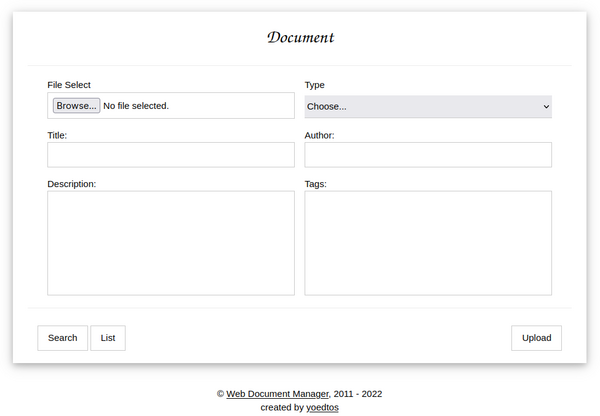 Document
File Select
Type
Browse... No file selected.
Choose...
Title:
Author:
Description:
Tags:
Search
List
Upload
© Web Document Manager, 2011 - 2022
created by yoedtos